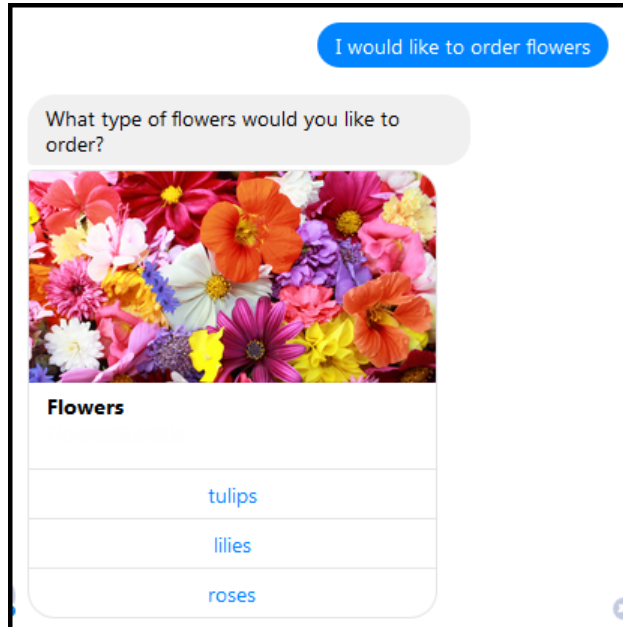 I would like to order flowers
What type of flowers would you like to
order?
Flowers
tulips
lilies
roses